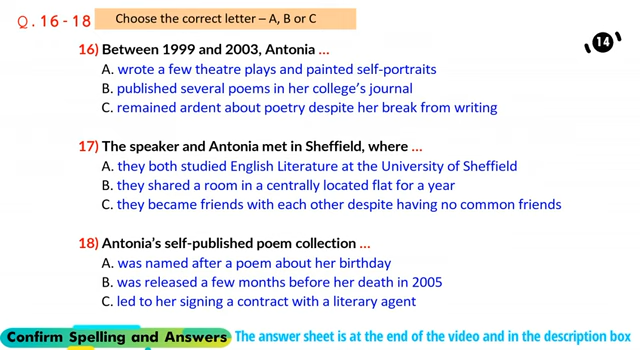 Q.16-18
Choose the correct letter – A, B or C
14
16) Between 1999 and 2003, Antonia ...
A. wrote a few theatre plays and painted self-portraits
B. published several poems in her college's journal
C. remained ardent about poetry despite her break from writing
17) The speaker and Antonia met in Sheffield, where ...
A. they both studied English Literature at the University of Sheffield
B. they shared a room in a centrally located flat for a year
C. they became friends with each other despite having no common friends
18) Antonia's self-published poem collection ...
A. was named after a poem about her birthday
B. was released a few months before her death in 2005
C. led to her signing a contract with a literary agent
Confirm Spelling and Answers The answer sheet is at the end of the video and in the description box